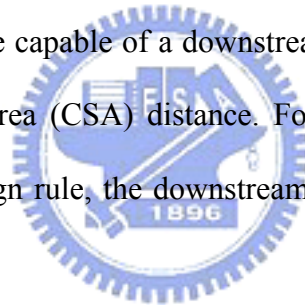 e capable of a downstrea
rea (CSA) distance. Fo
gn rule, the downstream
1896